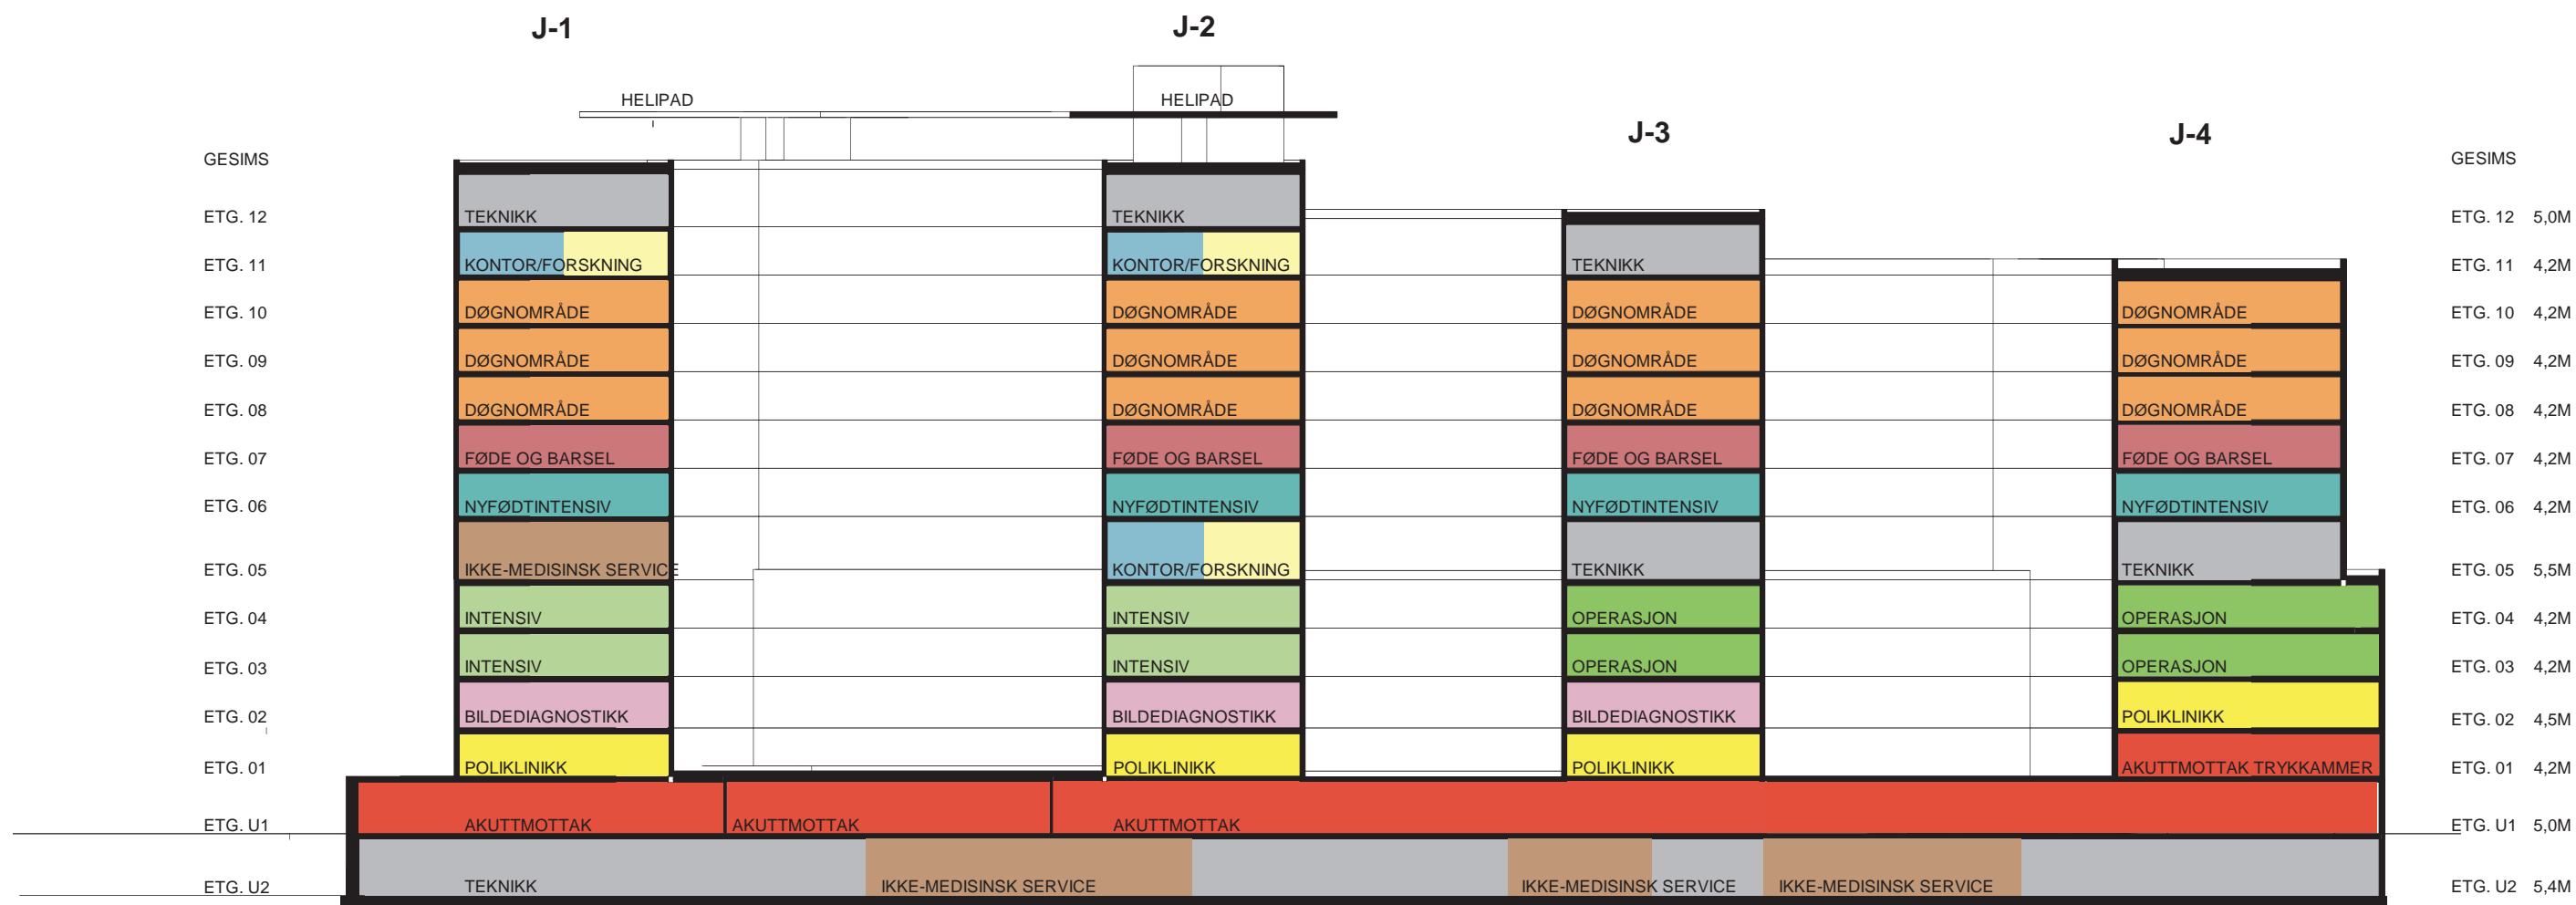 J-1 J-2
HELIPAD HELIPAD
J-3 J-4
GESIMS GESIMS
ETG. 12 TEKNIKK TEKNIKK ETG. 12 5,0M
ETG. 11 KONTOR/FORSKNING KONTOR/FORSKNING TEKNIKK ETG. 11 4,2M
ETG. 10 DØGNOMRÅDE DØGNOMRÅDE DØGNOMRÅDE DØGNOMRÅDE ETG. 10 4,2M
ETG. 09 DØGNOMRÅDE DØGNOMRÅDE DØGNOMRÅDE DØGNOMRÅDE ETG. 09 4,2M
ETG. 08 DØGNOMRÅDE DØGNOMRÅDE DØGNOMRÅDE DØGNOMRÅDE ETG. 08 4,2M
ETG. 07 FØDE OG BARSEL FØDE OG BARSEL FØDE OG BARSEL FØDE OG BARSEL ETG. 07 4,2M
ETG. 06 NYFØDTINTENSIV NYFØDTINTENSIV NYFØDTINTENSIV NYFØDTINTENSIV ETG. 06 4,2M
ETG. 05 IKKE-MEDISINSK SERVICE KONTOR/FORSKNING TEKNIKK TEKNIKK ETG. 05 5,5M
ETG. 04 INTENSIV INTENSIV OPERASJON OPERASJON ETG. 04 4,2M
ETG. 03 INTENSIV INTENSIV OPERASJON OPERASJON ETG. 03 4,2M
ETG. 02 BILDEDIAGNOSTIKK BILDEDIAGNOSTIKK BILDEDIAGNOSTIKK POLIKLINIKK ETG. 02 4,5M
ETG. 01 POLIKLINIKK POLIKLINIKK POLIKLINIKK AKUTTMOTTAK TRYKKAMMER ETG. 01 4,2M
ETG. U1 AKUTTMOTTAK AKUTTMOTTAK AKUTTMOTTAK ETG. U1 5,0M
ETG. U2 TEKNIKK IKKE-MEDISINSK SERVICE IKKE-MEDISINSK SERVICE IKKE-MEDISINSK SERVICE ETG. U2 5,4M